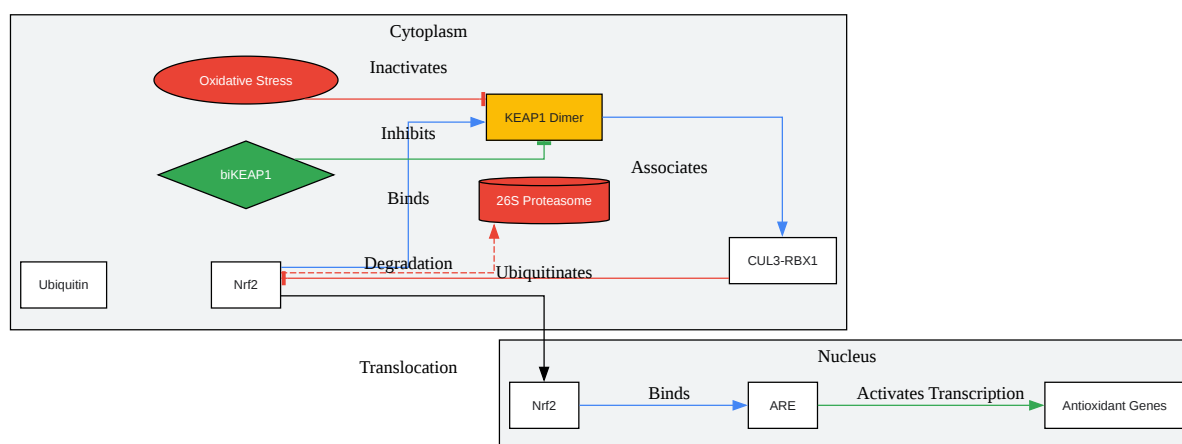 Cytoplasm
Oxidative Stress
Inactivates
KEAP1 Dimer
Inhibits
biKEAP1
Associates
Binds
26S Proteasome
Degradation
Ubiquitinates
CUL3-RBX1
Ubiquitin
Nrf2
Translocation
Nucleus
Nrf2
Binds
ARE
Activates Transcription
Antioxidant Genes